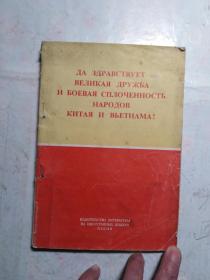 ДА ЗДРАВСТВУЕТ
ВЕЛИКАЯ ДРУЖБА
И БОЕВАЯ СПЛОЧЕННОСТЬ
НАРОДОВ
КИТАЯ И ВЬЕТНАМА!
ИЗДАТЕЛЬСТВО ЛИТЕРАТУРЫ
НА ИНОСТРАННЫХ ЯЗЫКАХ
ПЕКИН